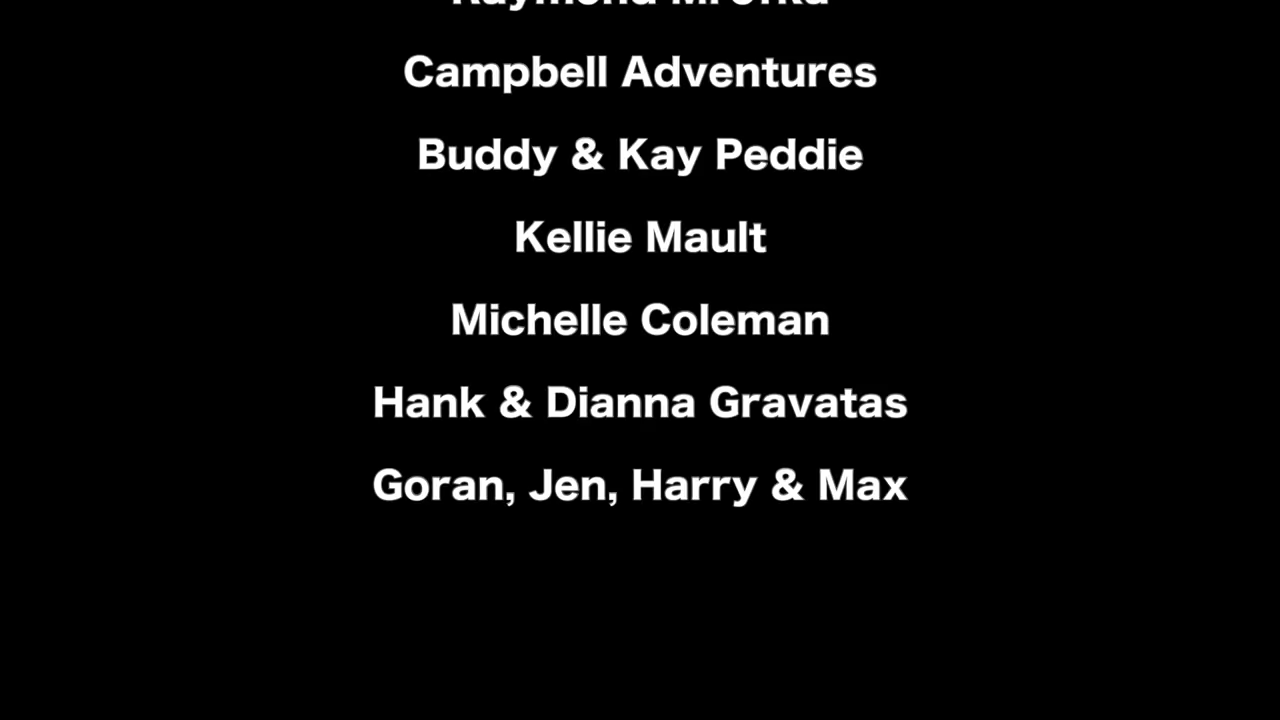 Campbell Adventures
Buddy & Kay Peddie
Kellie Mault
Michelle Coleman
Hank & Dianna Gravatas
Goran, Jen, Harry & Max